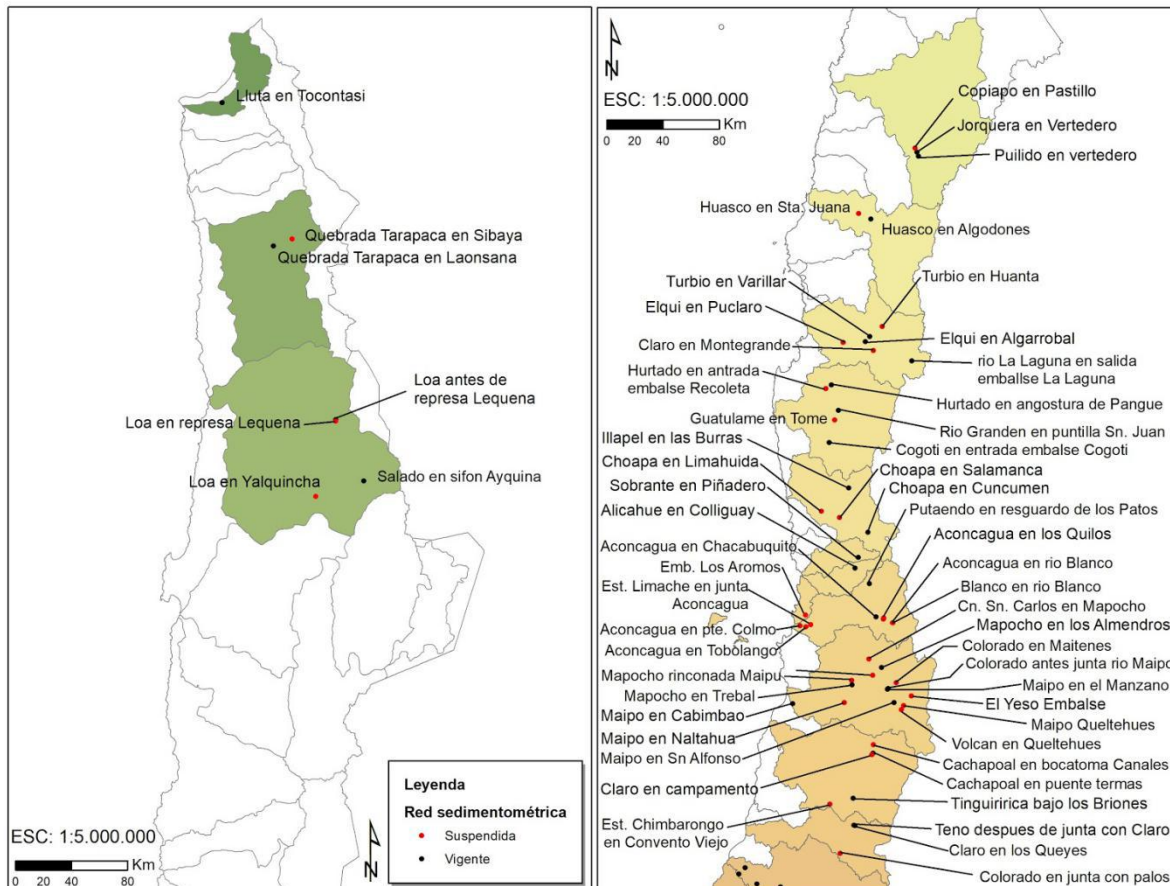 Lluta en Tocontasi
Quebrada Tarapaca en Sibaya
Quebrada Tarapaca en Laonsana
Loa antes de
represa Lequena
Loa en represa Lequena
Loa en Yalquincha
Salado en sifon Ayquina
Leyenda
Red sedimentométrica
Suspendida
Vigente
ESC: 1:5.000.000
Km
0 20 40 80
N
N
ESC: 1:5.000.000
Km
0 20 40 80
Copiapo en Pastillo
Jorquera en Vertedero
Puilido en vertedero
Huasco en Sta. Juana
Huasco en Algodones
Turbio en Varillar
Turbio en Huanta
Elqui en Puclaro
Elqui en Algarrobal
Claro en Montegrande
rio La Laguna en salida
emballse La Laguna
Hurtado en antrada
embalse Recoleta
Hurtado en angostura de Pangue
Guatulame en Tome
Rio Granden en puntilla Sn. Juan
Illapel en las Burras
Cogoti en entrada embalse Cogoti
Choapa en Limahuida
Choapa en Salamanca
Sobrante en Piñadero
Choapa en Cuncumen
Alicahue en Colliguay
Putaendo en resguardo de los Patos
Aconcagua en los Quilos
Aconcagua en Chacabuquito
Aconcagua en rio Blanco
Emb. Los Aromos
Blanco en rio Blanco
Est. Limache en junta
Aconcagua
Cn. Sn. Carlos en Mapocho
Aconcagua en pte. Colmo
Mapocho en los Almendros
Aconcagua en Tobolango
Colorado en Maitenes
Colorado antes junta rio Maipo
Mapocho rinconada Maipu
Maipo en el Manzano
Mapocho en Trebal
El Yeso Embalse
Maipo en Cabimbao
Maipo Queltehues
Maipo en Naltahua
Volcan en Queltehues
Maipo en Sn Alfonso
Cachapoal en bocatoma Canales
Claro en campamento
Cachapoal en puente termas
Tinguiririca bajo los Briones
Est. Chimbarongo
en Convento Viejo
Teno despues de junta con Claro
Claro en los Queyes
Colorado en junta con palos